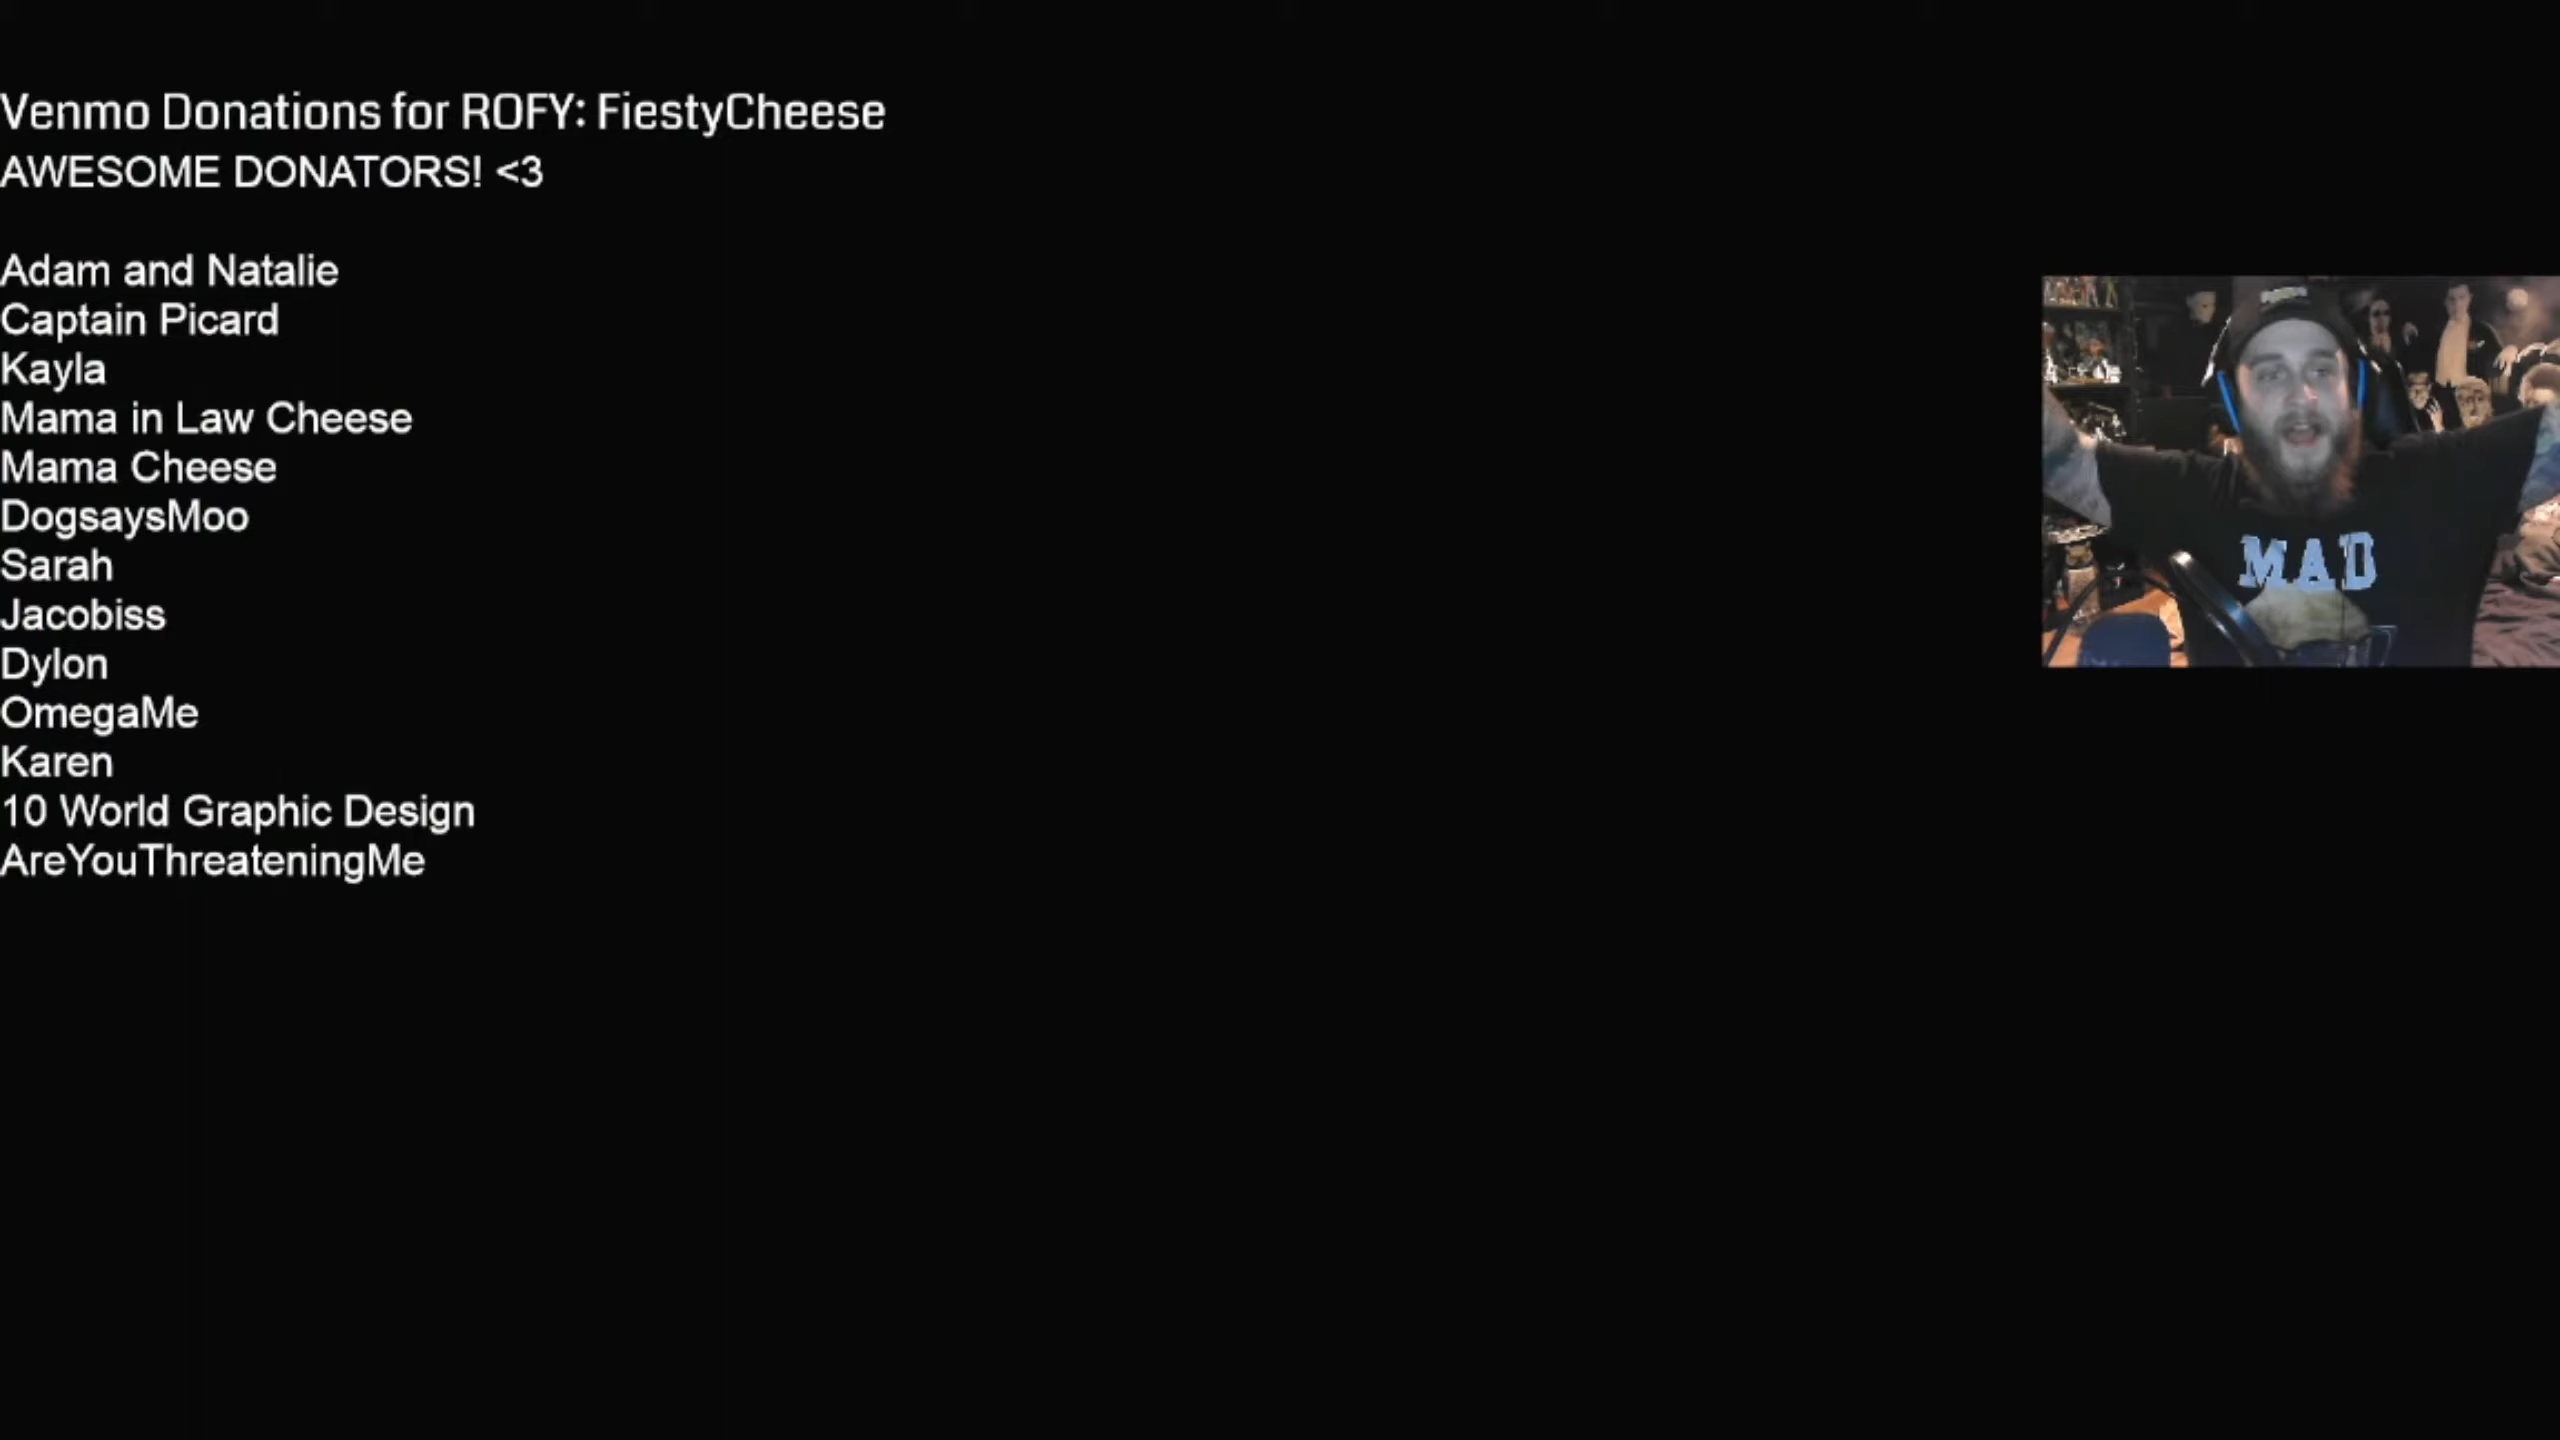 Venmo Donations for ROFY: FiestyCheese
AWESOME DONATORS! <3
Adam and Natalie
Captain Picard
Kayla
Mama in Law Cheese
Mama Cheese
DogsaysMoo
Sarah
Jacobiss
Dylon
OmegaMe
Karen
10 World Graphic Design
AreYouThreateningMe
MAD